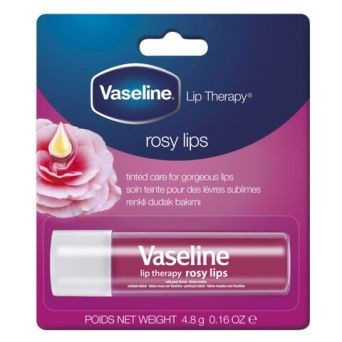 Vaseline. Lip Therapy®
rosy lips
tinted care for gorgeous lips
soin teinte pour des lèvres sublimes
renkli dudak bakımı
Vaseline
lip therapy rosy lips
POIDS NET WEIGHT 4.8 g 0.16 OZ ℮